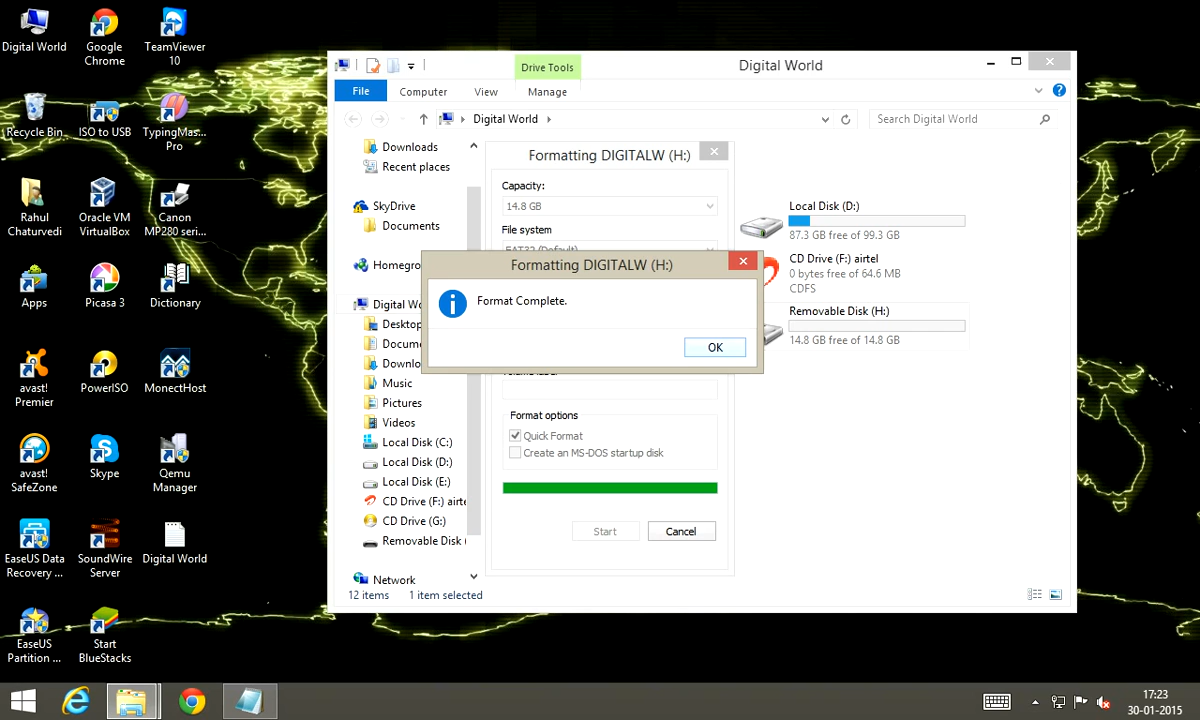 Digital World
Google
Chrome
TeamViewer
10
Recycle Bin
ISO to USB
TypingMas...
Pro
Rahul
Chaturvedi
Oracle VM
VirtualBox
Canon
MP280 seri...
Apps
Picasa 3
Dictionary
avast!
Premier
PowerISO
MonectHost
avast!
SafeZone
Skype
Qemu
Manager
EaseUS Data
Recovery ...
SoundWire
Server
Digital World
EaseUS
Partition ...
Start
BlueStacks
Drive Tools
Digital World
File
Computer
View
Manage
Digital World
Search Digital World
Downloads
Recent places
SkyDrive
Documents
Homegro
Digital Wo
Desktop
Docume
Downlo
Music
Pictures
Videos
Local Disk (C:)
Local Disk (D:)
Local Disk (E:)
CD Drive (F:) airte
CD Drive (G:)
Removable Disk (
Network
12 items
1 item selected
Formatting DIGITALW (H:)
Capacity:
14.8 GB
File system
FAT32 (Default)
Formatting DIGITALW (H:)
Format Complete.
OK
Volume label
Format options
Quick Format
Create an MS-DOS startup disk
Start
Cancel
Local Disk (D:)
87.3 GB free of 99.3 GB
CD Drive (F:) airtel
0 bytes free of 64.6 MB
CDFS
Removable Disk (H:)
14.8 GB free of 14.8 GB
17:23
30-01-2015